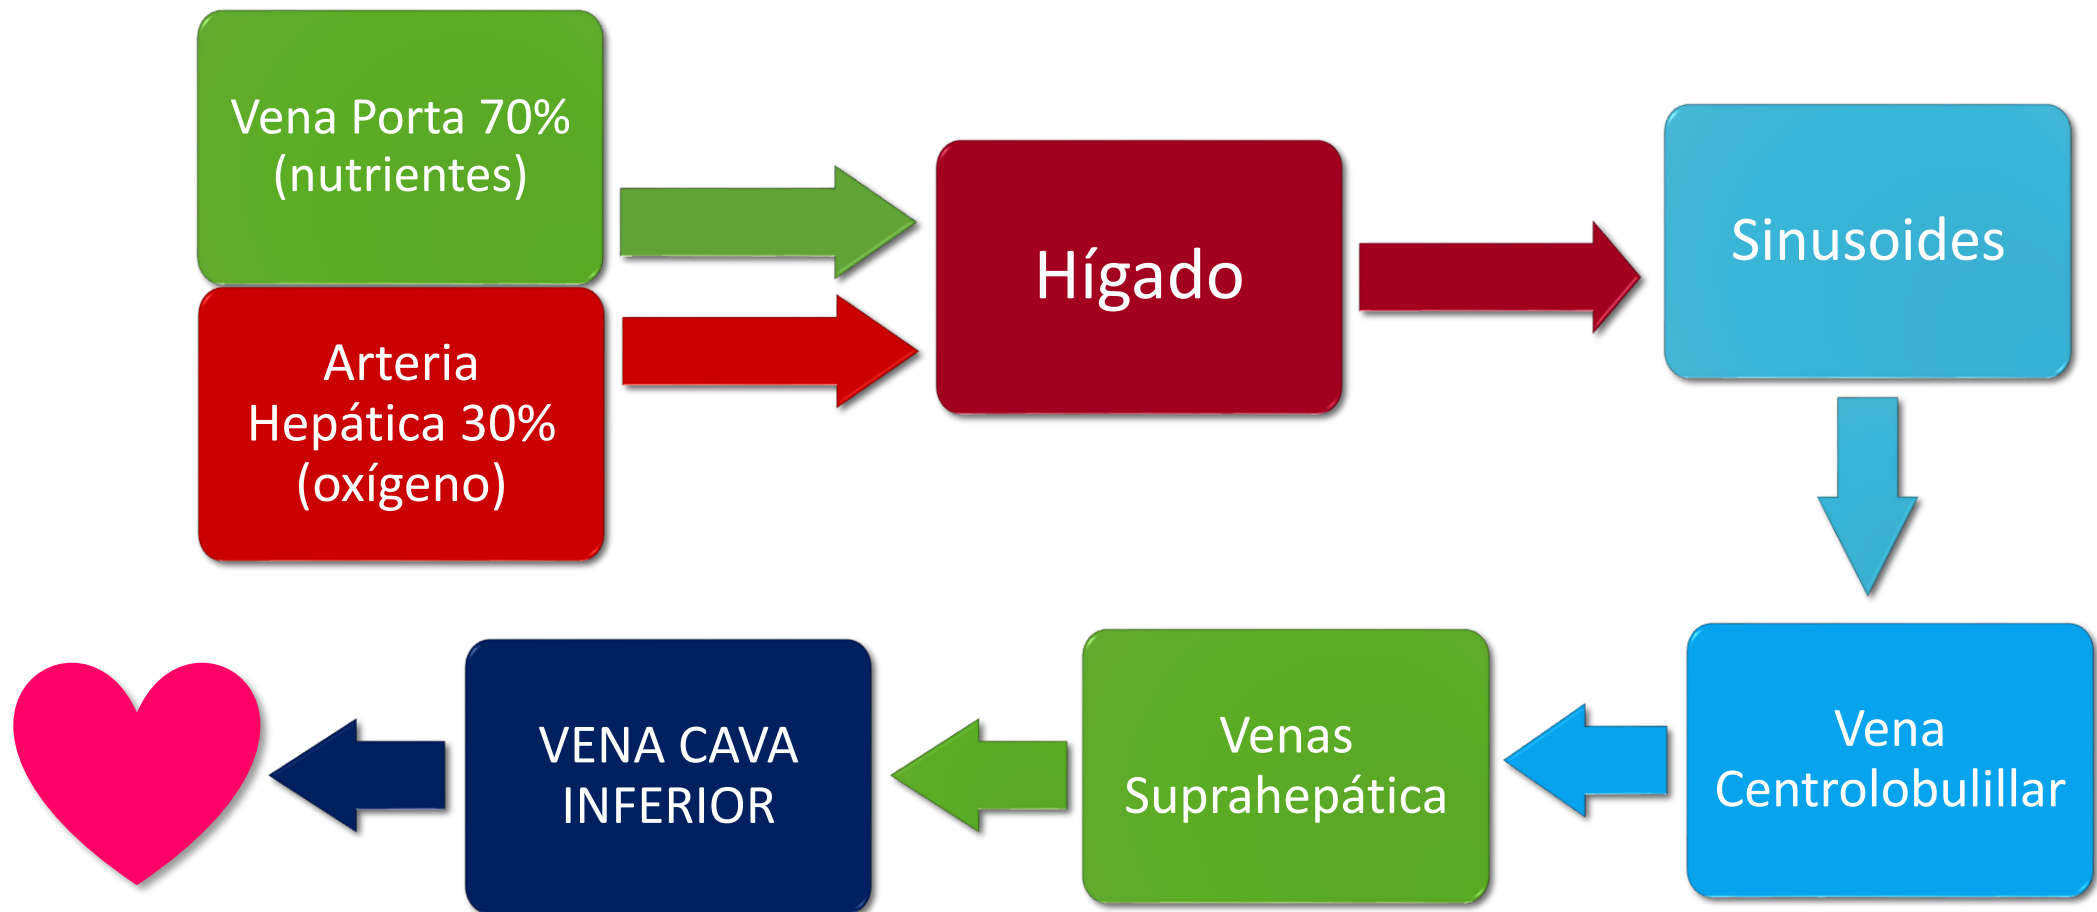 Vena Porta 70%
(nutrientes)
Arteria
Hepática 30%
(oxígeno)
Hígado
Sinusoides
Vena
Centrolobulillar
Venas
Suprahepática
VENA CAVA
INFERIOR